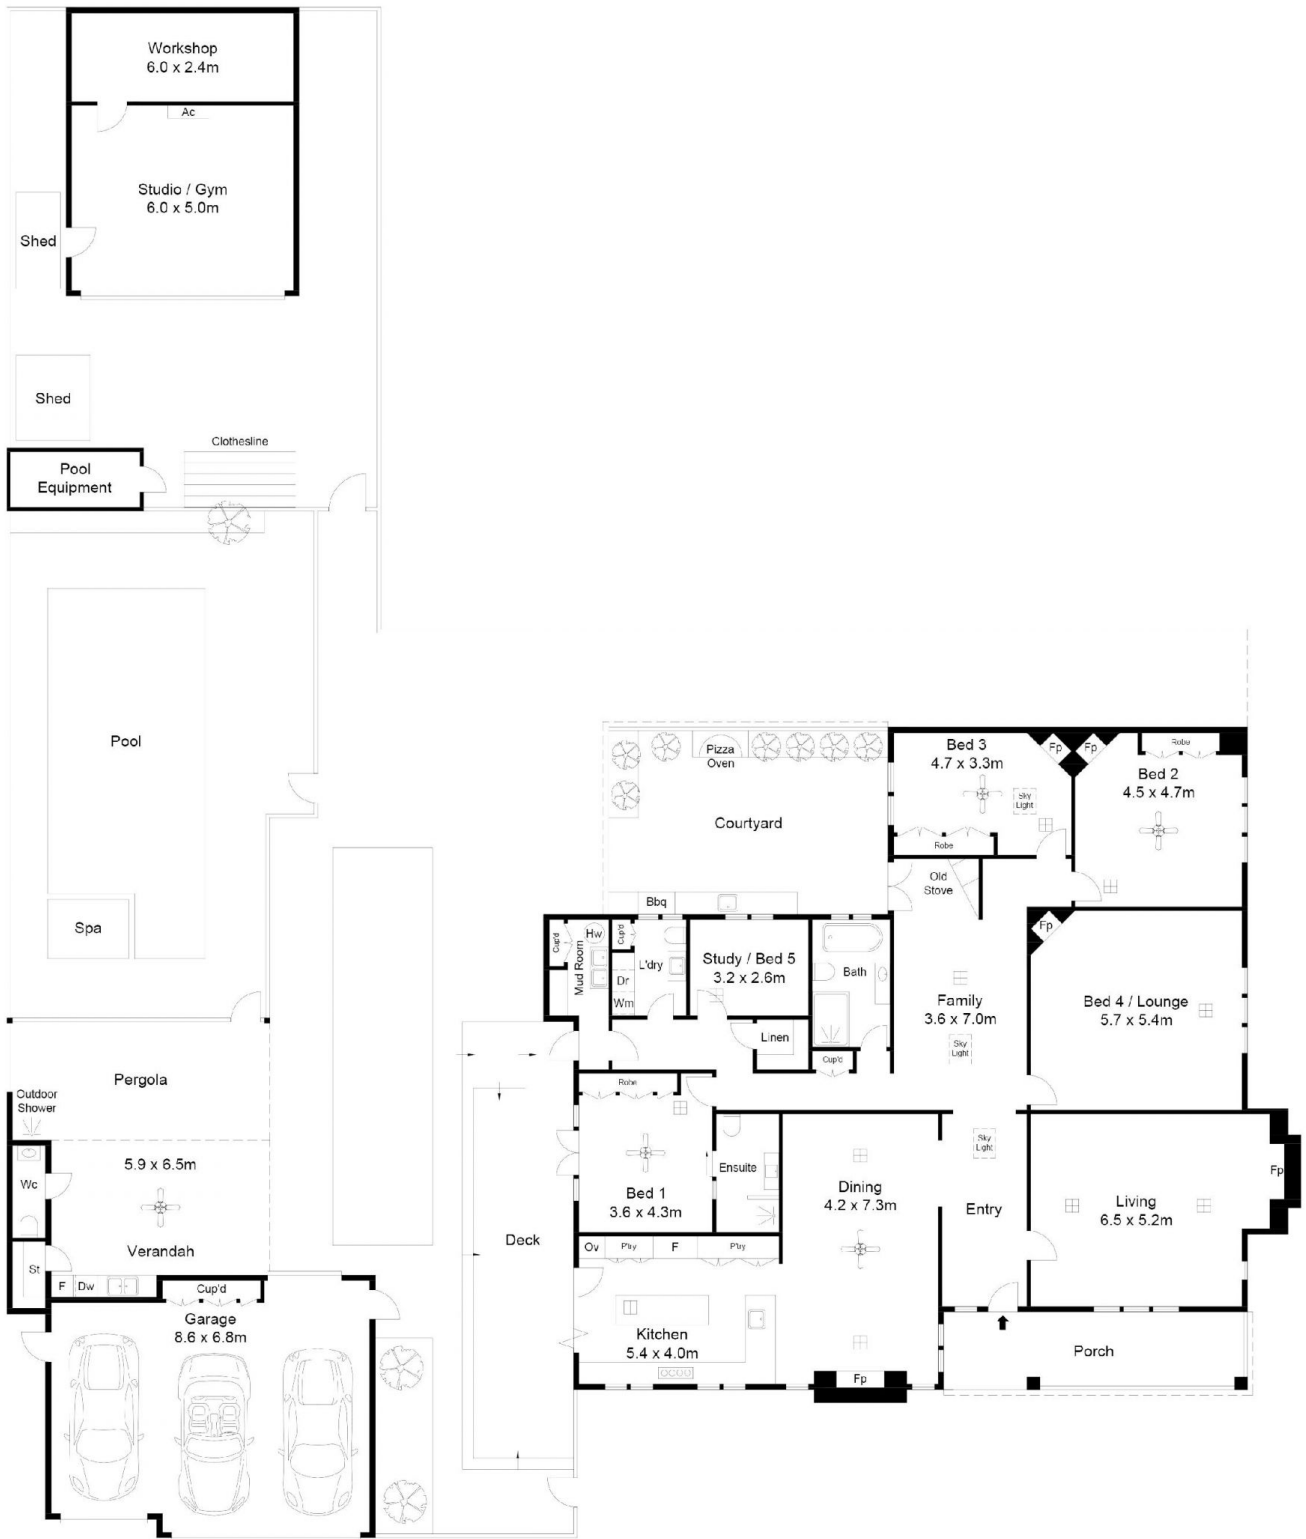 Workshop
6.0 x 2.4m
Ac
Studio / Gym
6.0 x 5.0m
Shed
Shed
Clothesline
Pool
Equipment
Pool
Spa
Pergola
Outdoor
Shower
5.9 x 6.5m
Wc
Verandah
St
F
Dw
Cup'd
Garage
8.6 x 6.8m
Pizza
Oven
Courtyard
Bbq
Bed 3
4.7 x 3.3m
Fp
Fp
Robe
Bed 2
4.5 x 4.7m
Sky
Light
Robe
Old
Stove
Cup'd
Hw
Mud Room
Cup'd
L'dry
Dr
Wm
Study / Bed 5
3.2 x 2.6m
Bath
Linen
Cup'd
Family
3.6 x 7.0m
Sky
Light
Fp
Bed 4 / Lounge
5.7 x 5.4m
Robe
Bed 1
3.6 x 4.3m
Ensuite
Dining
4.2 x 7.3m
Sky
Light
Entry
Living
6.5 x 5.2m
Fp
Deck
Ov
P'try
F
P'try
Kitchen
5.4 x 4.0m
Fp
Porch